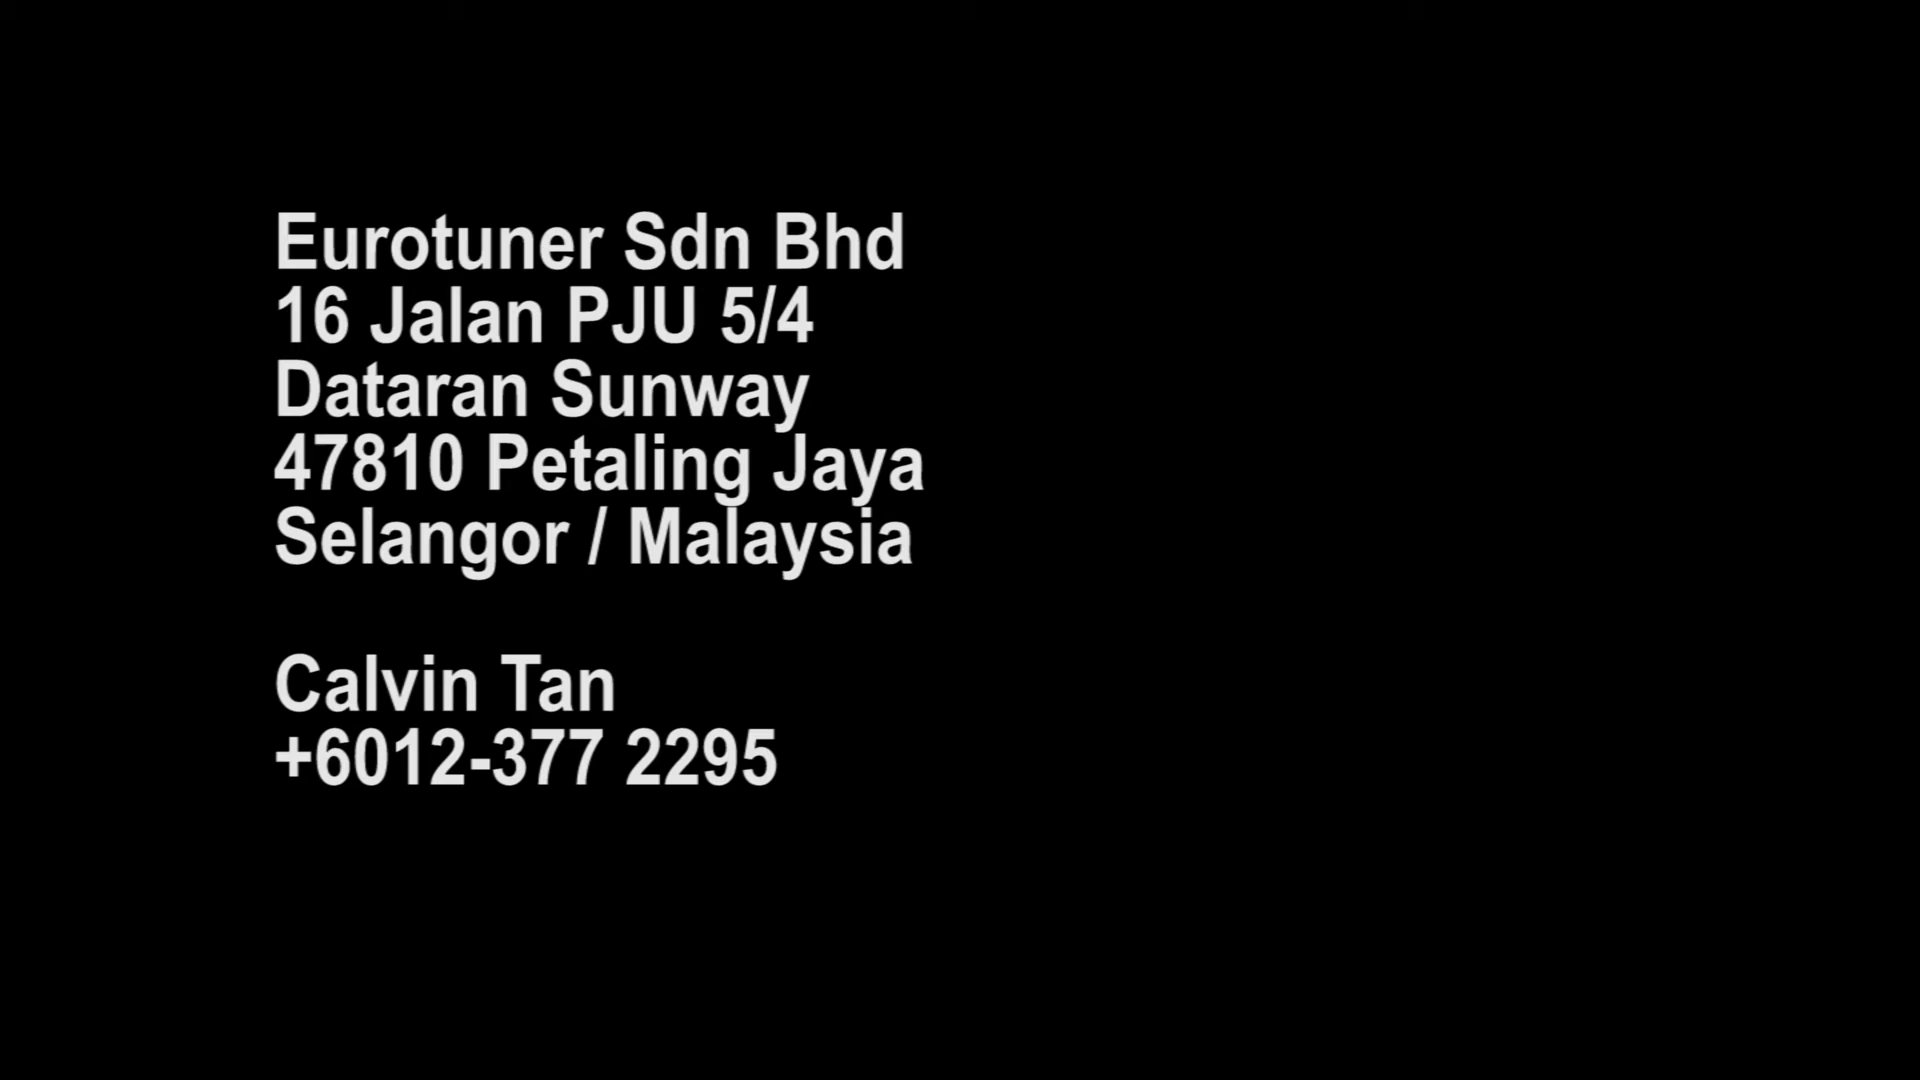 Eurotuner Sdn Bhd
16 Jalan PJU 5/4
Dataran Sunway
47810 Petaling Jaya
Selangor / Malaysia
Calvin Tan
+6012-377 2295